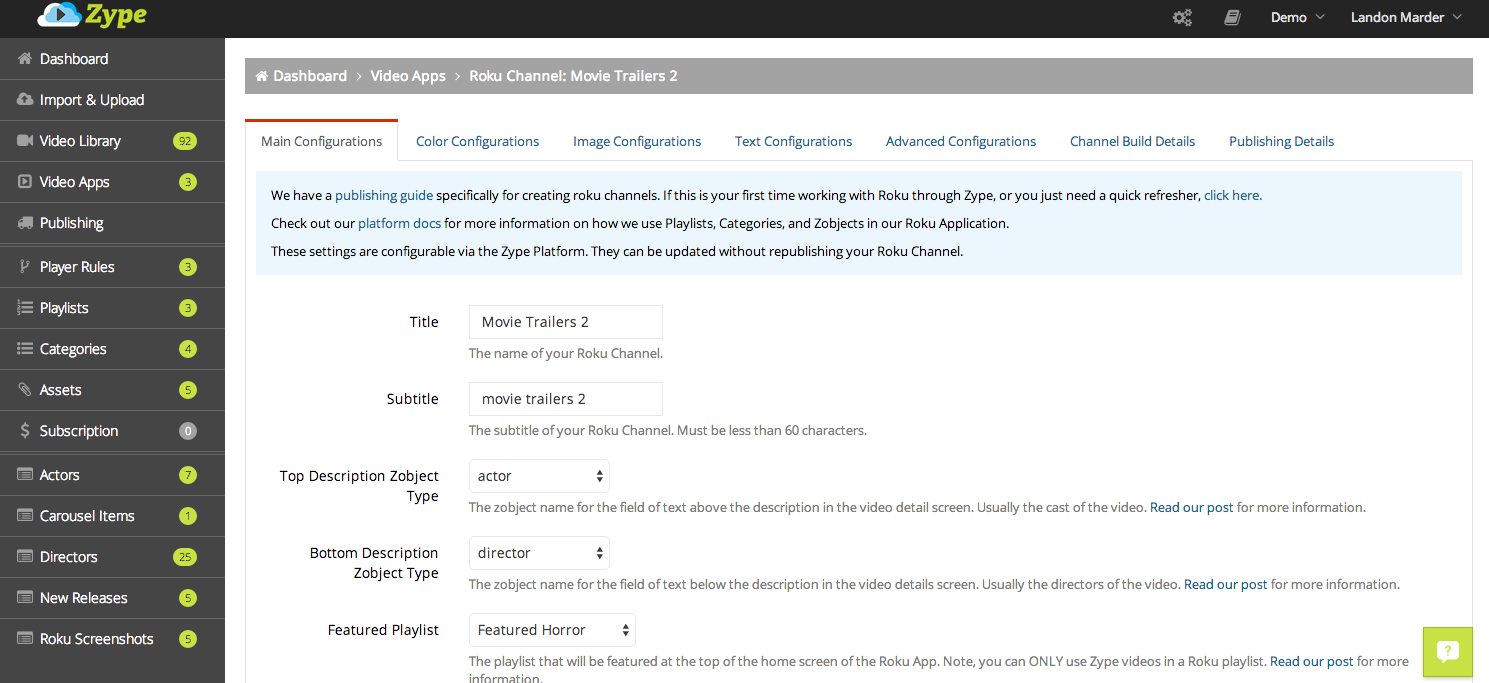 Zype
Demo
Landon Marder
Dashboard
Import & Upload
Video Library 92
Video Apps 3
Publishing
Player Rules 3
Playlists 3
Categories 4
Assets 5
Subscription 0
Actors 7
Carousel Items 1
Directors 25
New Releases 5
Roku Screenshots 5
Dashboard > Video Apps > Roku Channel: Movie Trailers 2
Main Configurations Color Configurations Image Configurations Text Configurations Advanced Configurations Channel Build Details Publishing Details
We have a publishing guide specifically for creating roku channels. If this is your first time working with Roku through Zype, or you just need a quick refresher, click here.
Check out our platform docs for more information on how we use Playlists, Categories, and Zobjects in our Roku Application.
These settings are configurable via the Zype Platform. They can be updated without republishing your Roku Channel.
Title
Movie Trailers 2
The name of your Roku Channel.
Subtitle
movie trailers 2
The subtitle of your Roku Channel. Must be less than 60 characters.
Top Description Zobject
Type
actor
The zobject name for the field of text above the description in the video detail screen. Usually the cast of the video. Read our post for more information.
Bottom Description
Zobject Type
director
The zobject name for the field of text below the description in the video details screen. Usually the directors of the video. Read our post for more information.
Featured Playlist
Featured Horror
The playlist that will be featured at the top of the home screen of the Roku App. Note, you can ONLY use Zype videos in a Roku playlist. Read our post for more
information.
?